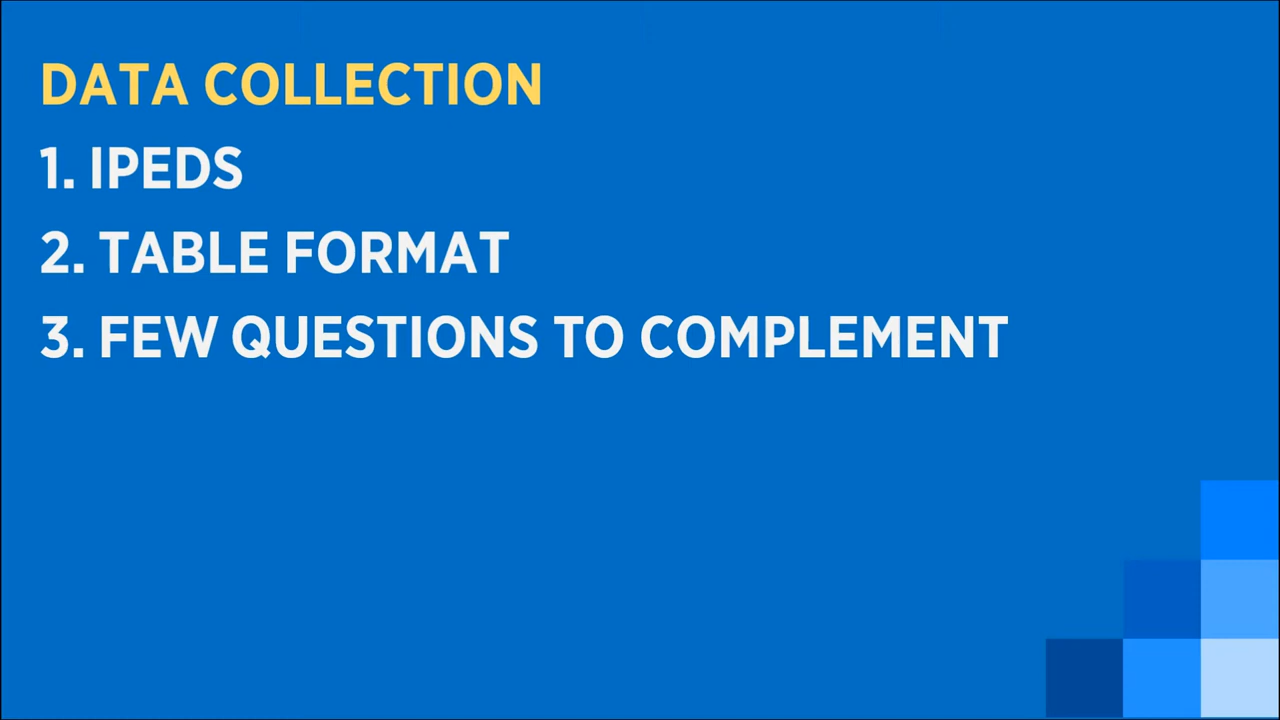 DATA COLLECTION
1. IPEDS
2. TABLE FORMAT
3. FEW QUESTIONS TO COMPLEMENT